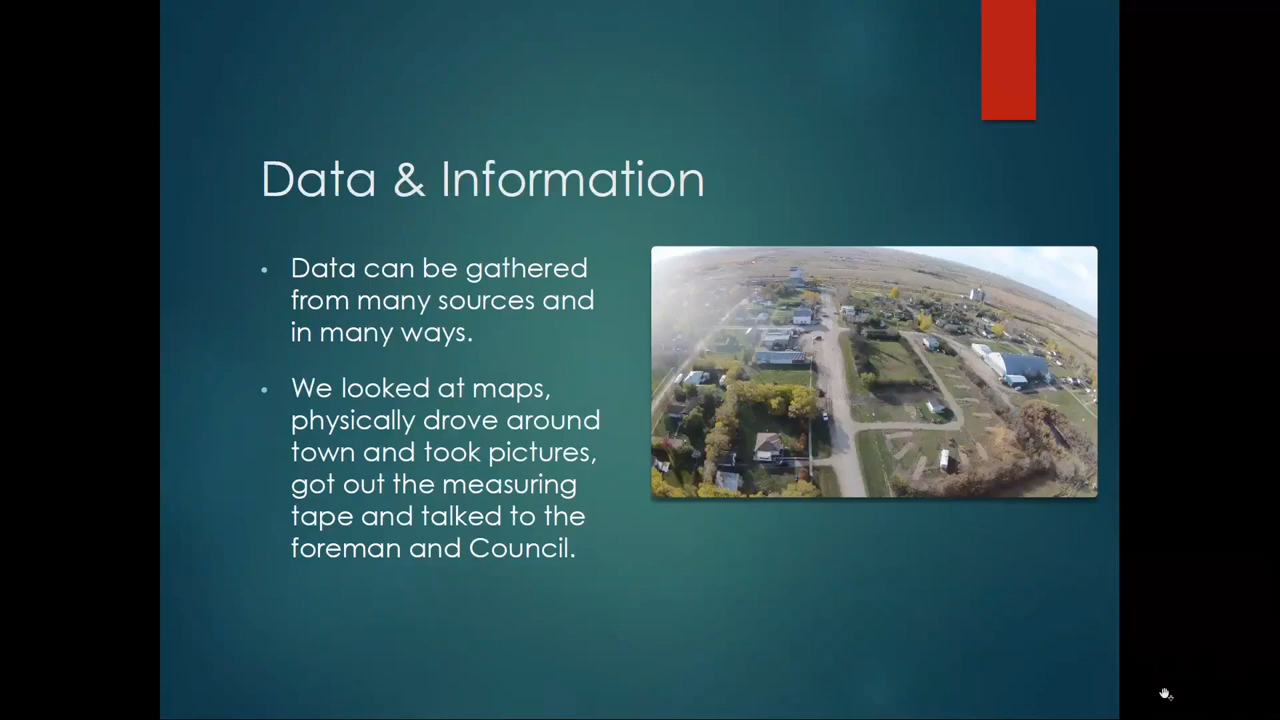 Data & Information
• Data can be gathered
from many sources and
in many ways.
• We looked at maps,
physically drove around
town and took pictures,
got out the measuring
tape and talked to the
foreman and Council.